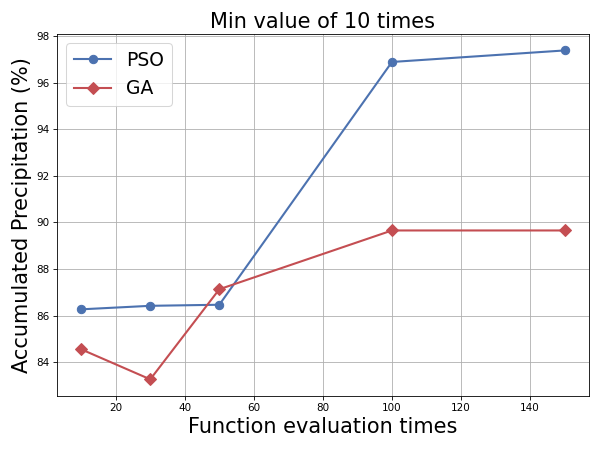 Min value of 10 times
PSO
GA
Accumulated Precipitation (%)
98
96
94
92
90
88
86
84
20 40 60 80 100 120 140
Function evaluation times